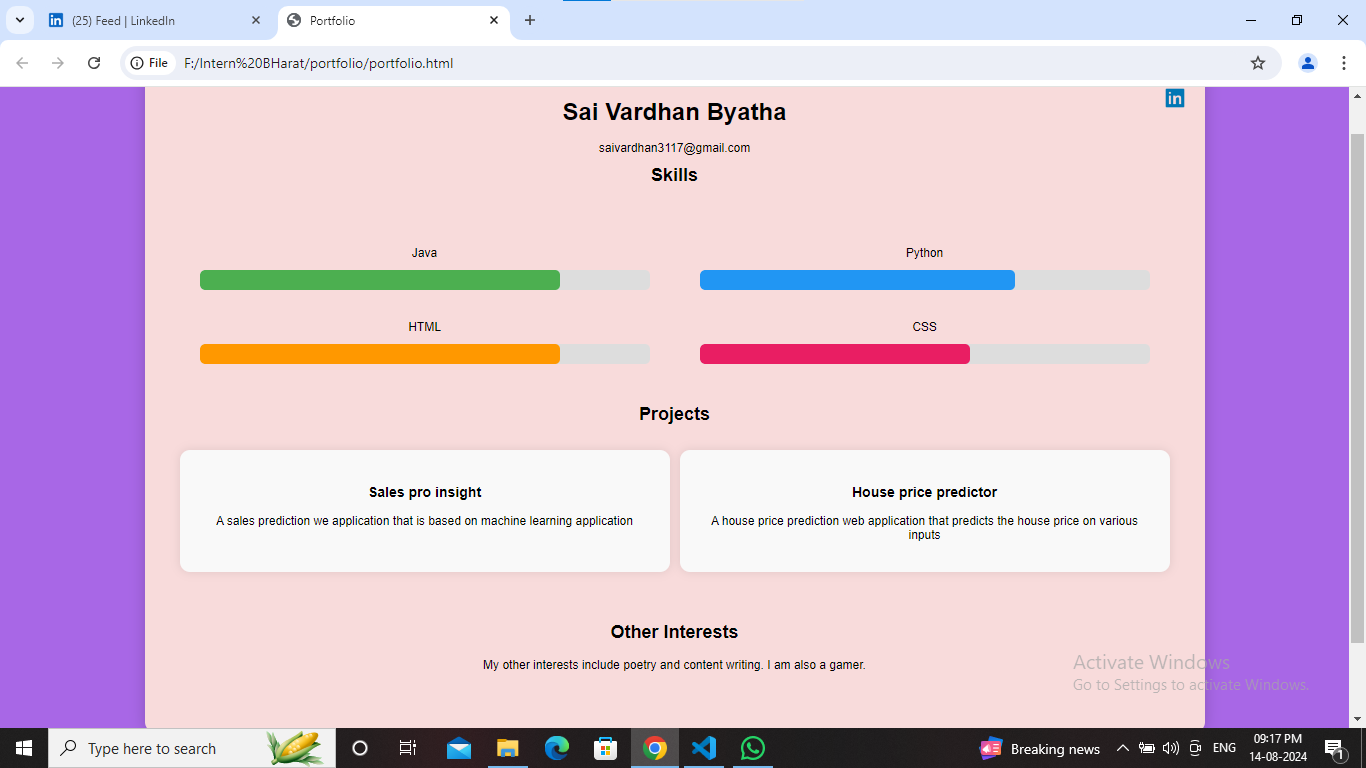 (25) Feed | LinkedIn
Portfolio
File
F:/Intern%20BHarat/portfolio/portfolio.html
in
Sai Vardhan Byatha
saivardhan3117@gmail.com
Skills
Java
Python
HTML
CSS
Projects
Sales pro insight
A sales prediction we application that is based on machine learning application
House price predictor
A house price prediction web application that predicts the house price on various
inputs
Other Interests
My other interests include poetry and content writing. I am also a gamer.
Activate Windows
Go to Settings to activate Windows.
Type here to search
Breaking news
ENG
09:17 PM
14-08-2024
1